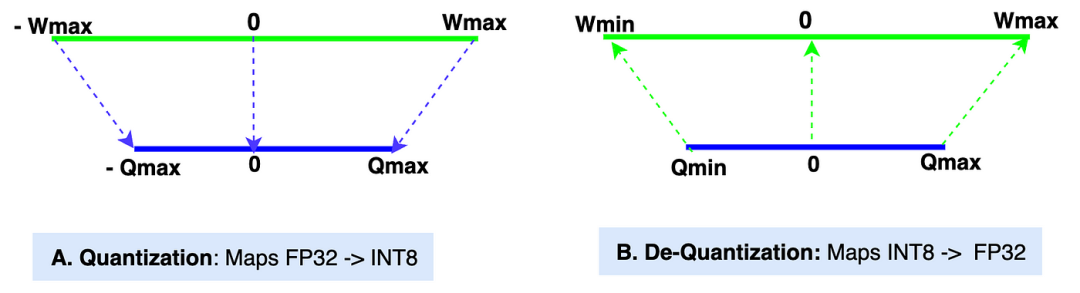 - Wmax 0 Wmax
- Qmax 0 Qmax
A. Quantization: Maps FP32 -> INT8
Wmin 0 Wmax
Qmin 0 Qmax
B. De-Quantization: Maps INT8 -> FP32